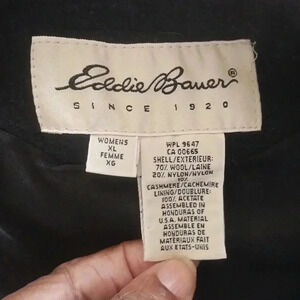 Eddie Bauer®
SINCE 1920
WOMENS
XL
FEMME
XG
WPL 9647
CA 00665
SHELL/EXTERIEUR:
70% WOOL/LAINE
20% NYLON/NYLON
10%
CASHMERE/CACHEMIRE
LINING/DOUBLURE:
100% ACETATE
ASSEMBLED IN
HONDURAS OF
U.S.A. MATERIAL
ASSEMBLE EN
HONDURAS DE
MATERIAUX FAIT
AUX ETATS-UNIS